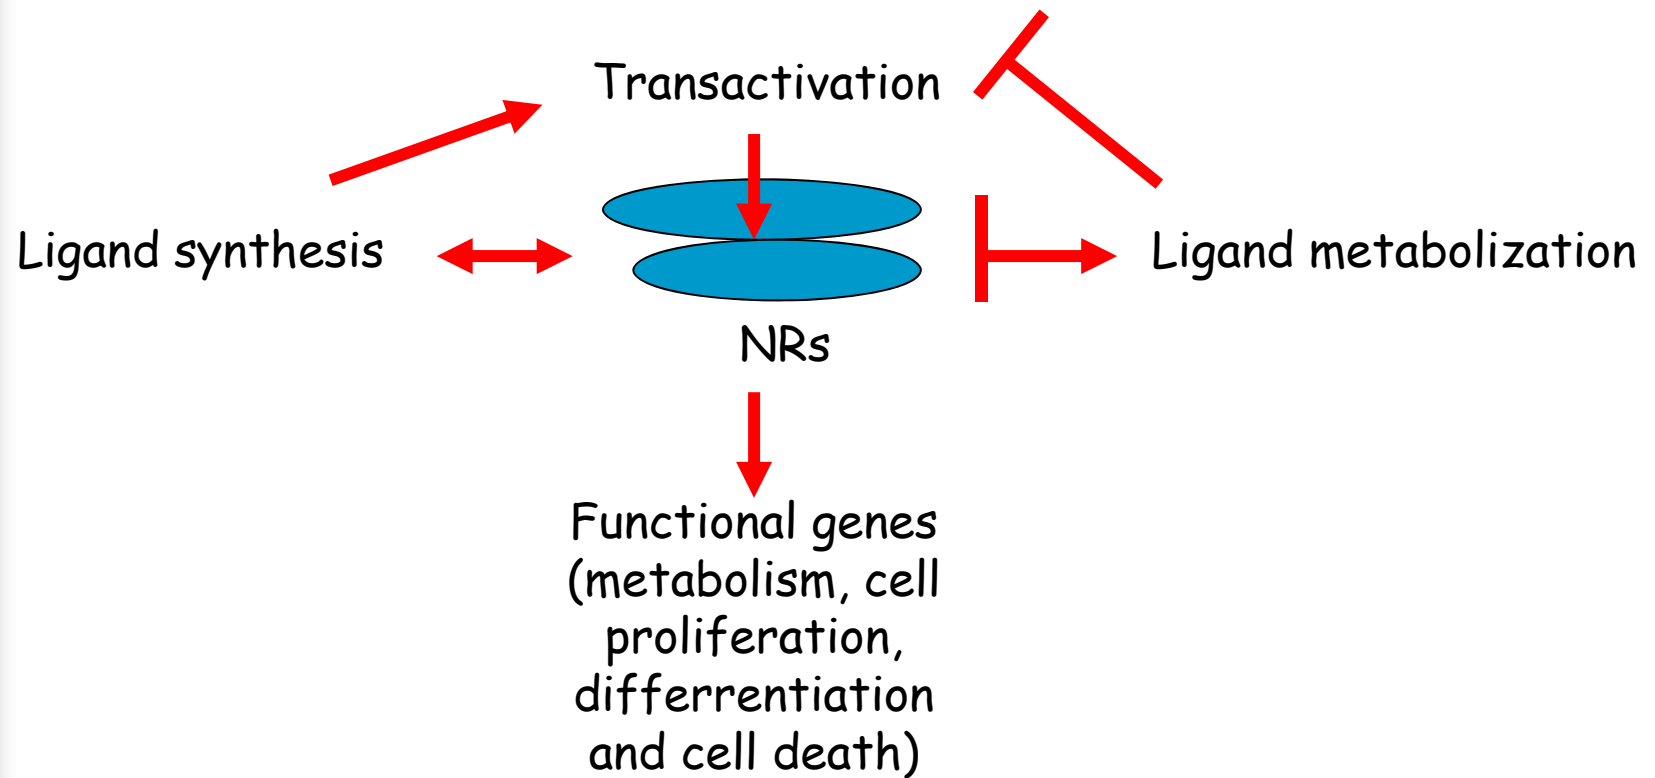 Transactivation
Ligand synthesis
Ligand metabolization
NRs
Functional genes
(metabolism, cell
proliferation,
differrentiation
and cell death)